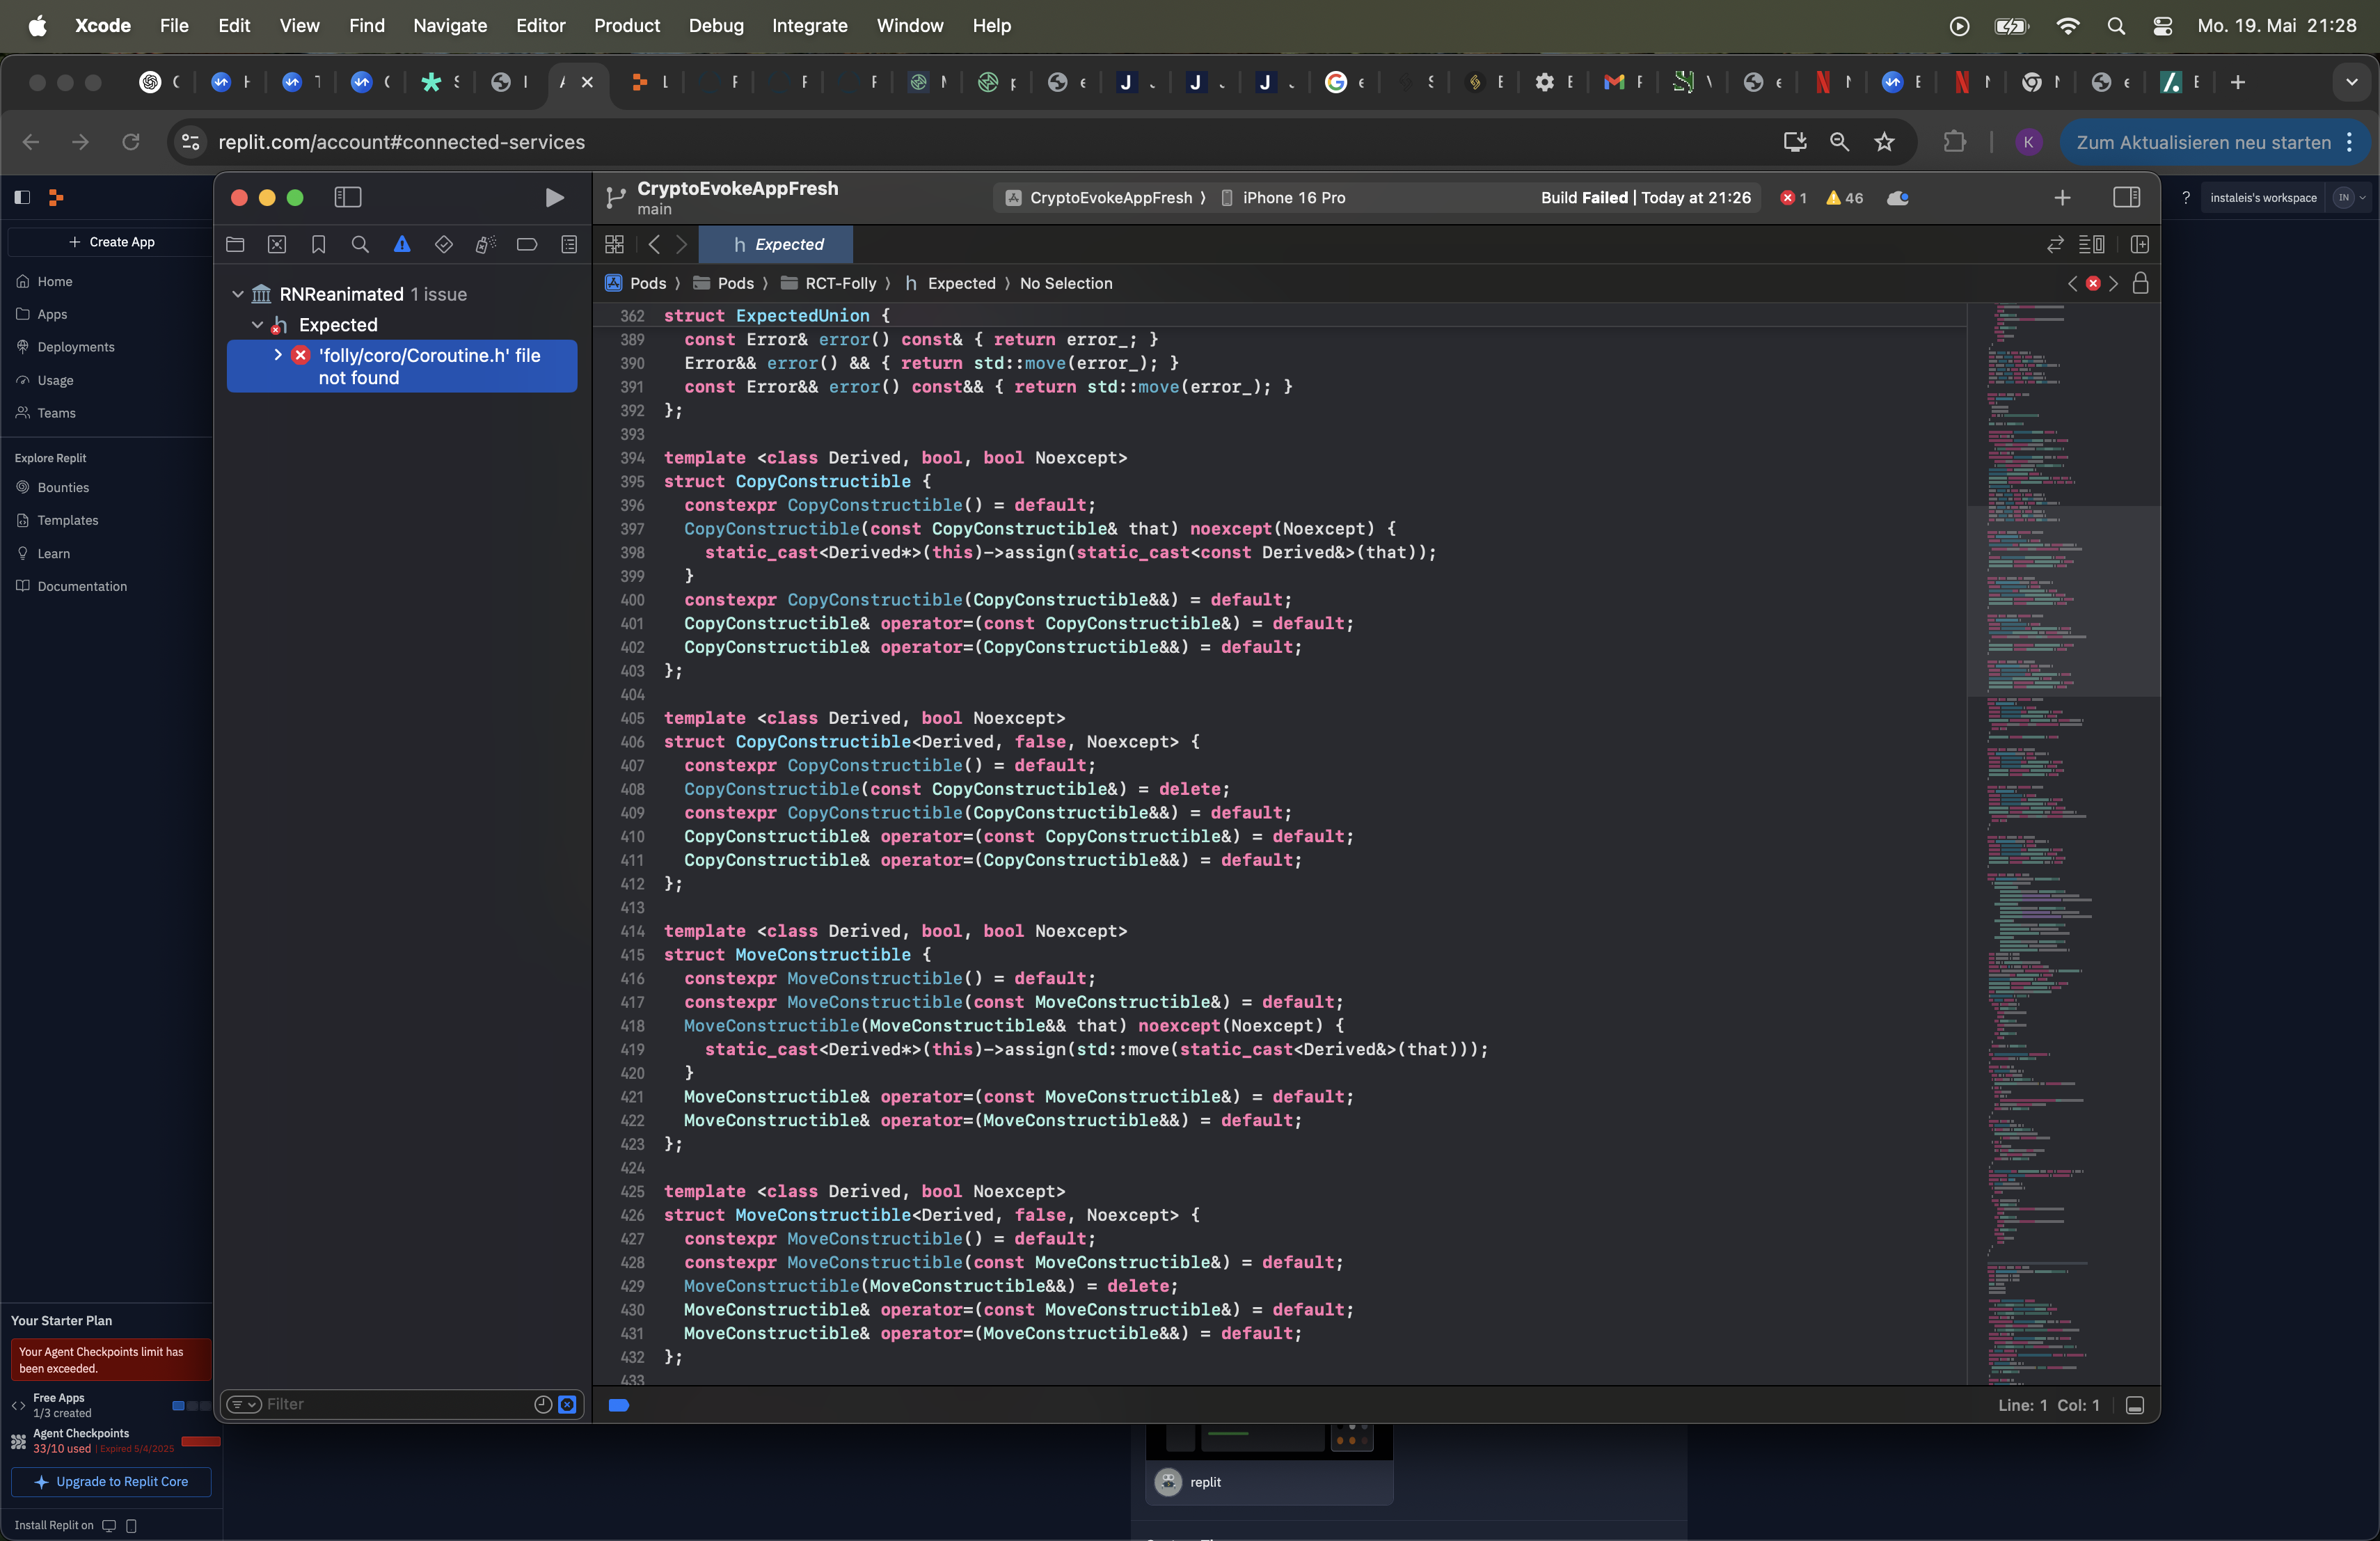 Xcode File Edit View Find Navigate Editor Product Debug Integrate Window Help
Mo. 19. Mai 21:28
replit.com/account#connected-services
K
Zum Aktualisieren neu starten
CryptoEvokeAppFresh
main
CryptoEvokeAppFresh ⟩ iPhone 16 Pro
Build Failed | Today at 21:26
1
46
? instaleis's workspace IN
+ Create App
Home
Apps
Deployments
Usage
Teams
Explore Replit
Bounties
Templates
Learn
Documentation
Your Starter Plan
Your Agent Checkpoints limit has
been exceeded.
Free Apps
1/3 created
Agent Checkpoints
33/10 used | Expired 5/4/2025
Upgrade to Replit Core
Install Replit on
RNReanimated 1 issue
h Expected
'folly/coro/Coroutine.h' file
not found
Filter
h Expected
Pods ⟩ Pods ⟩ RCT-Folly ⟩ h Expected ⟩ No Selection
362 struct ExpectedUnion {
389 const Error& error() const& { return error_; }
390 Error&& error() && { return std::move(error_); }
391 const Error&& error() const&& { return std::move(error_); }
392 };
393
394 template <class Derived, bool, bool Noexcept>
395 struct CopyConstructible {
396 constexpr CopyConstructible() = default;
397 CopyConstructible(const CopyConstructible& that) noexcept(Noexcept) {
398 static_cast<Derived*>(this)->assign(static_cast<const Derived&>(that));
399 }
400 constexpr CopyConstructible(CopyConstructible&&) = default;
401 CopyConstructible& operator=(const CopyConstructible&) = default;
402 CopyConstructible& operator=(CopyConstructible&&) = default;
403 };
404
405 template <class Derived, bool Noexcept>
406 struct CopyConstructible<Derived, false, Noexcept> {
407 constexpr CopyConstructible() = default;
408 CopyConstructible(const CopyConstructible&) = delete;
409 constexpr CopyConstructible(CopyConstructible&&) = default;
410 CopyConstructible& operator=(const CopyConstructible&) = default;
411 CopyConstructible& operator=(CopyConstructible&&) = default;
412 };
413
414 template <class Derived, bool, bool Noexcept>
415 struct MoveConstructible {
416 constexpr MoveConstructible() = default;
417 constexpr MoveConstructible(const MoveConstructible&) = default;
418 MoveConstructible(MoveConstructible&& that) noexcept(Noexcept) {
419 static_cast<Derived*>(this)->assign(std::move(static_cast<Derived&>(that)));
420 }
421 MoveConstructible& operator=(const MoveConstructible&) = default;
422 MoveConstructible& operator=(MoveConstructible&&) = default;
423 };
424
425 template <class Derived, bool Noexcept>
426 struct MoveConstructible<Derived, false, Noexcept> {
427 constexpr MoveConstructible() = default;
428 constexpr MoveConstructible(const MoveConstructible&) = default;
429 MoveConstructible(MoveConstructible&&) = delete;
430 MoveConstructible& operator=(const MoveConstructible&) = default;
431 MoveConstructible& operator=(MoveConstructible&&) = default;
432 };
433
Line: 1 Col: 1
replit